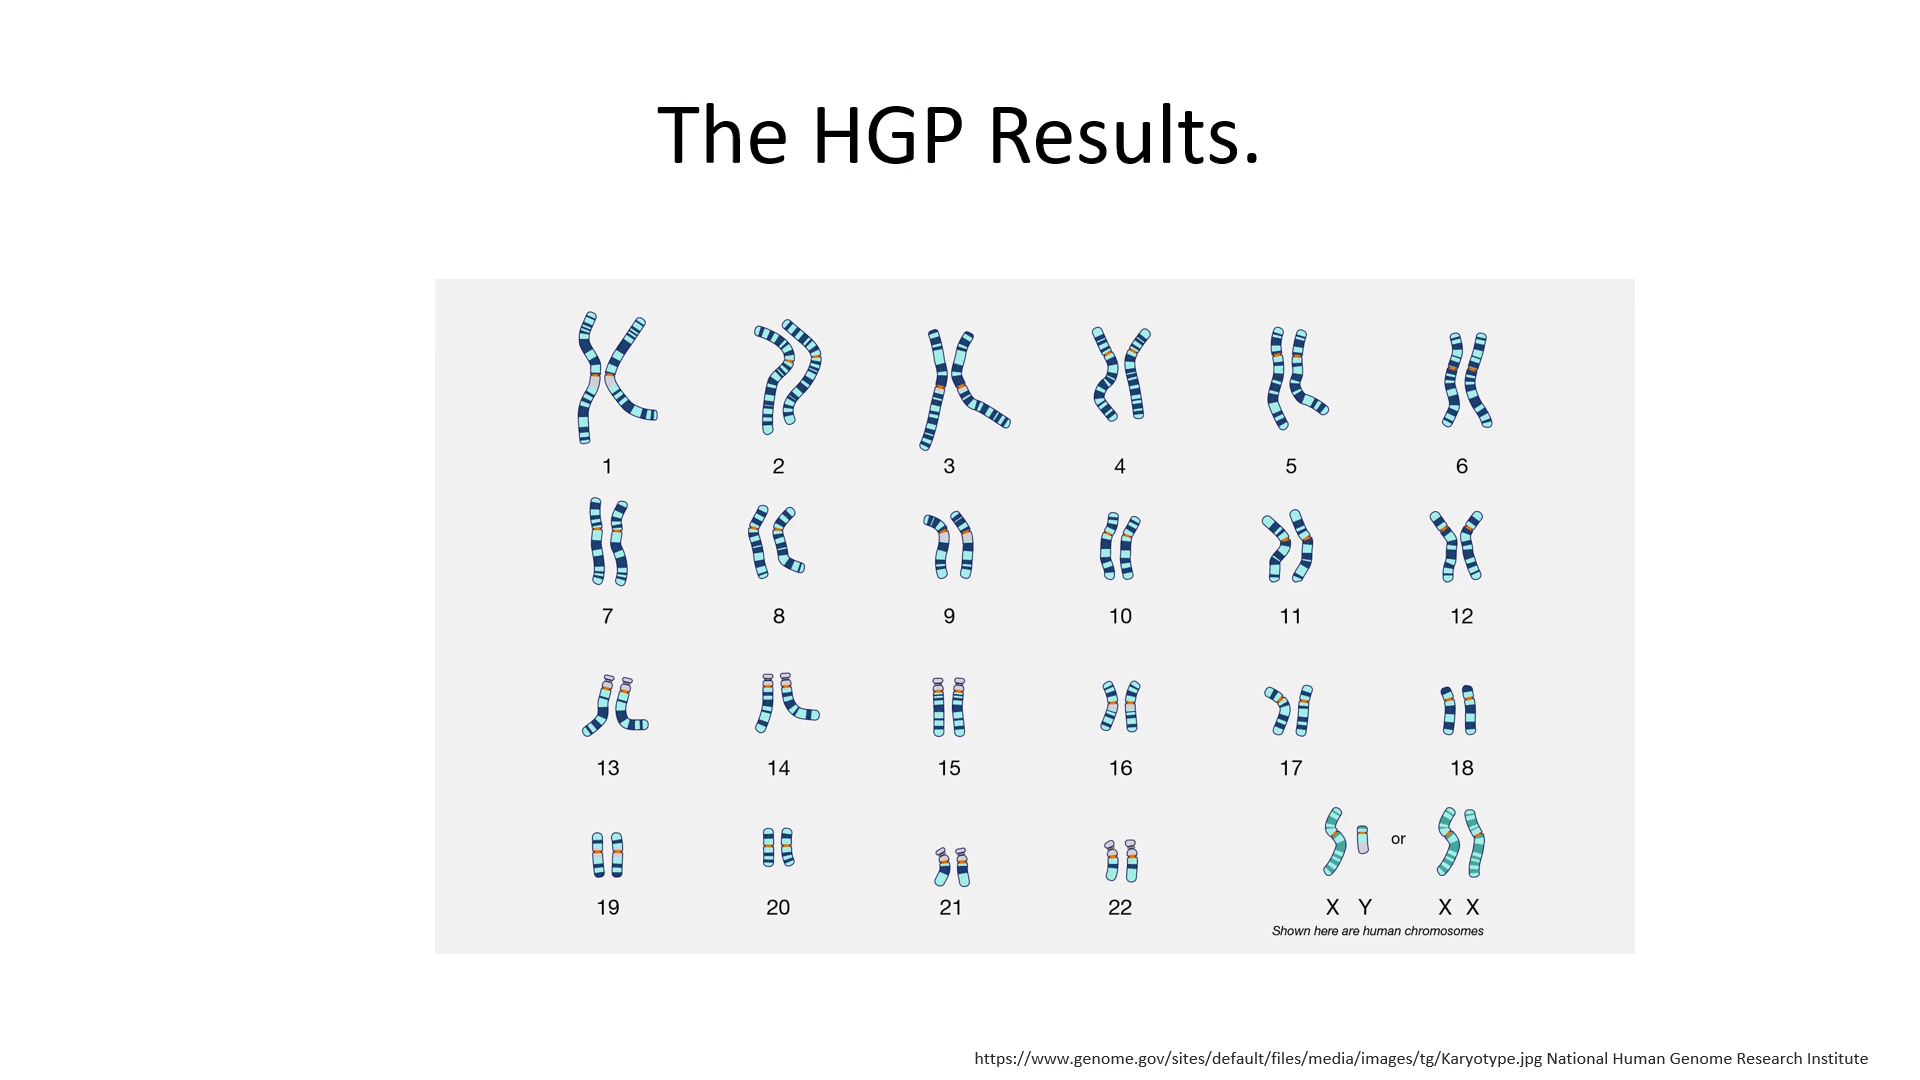 The HGP Results.
1 2 3 4 5 6
7 8 9 10 11 12
13 14 15 16 17 18
or
19 20 21 22 X Y X X
Shown here are human chromosomes
https://www.genome.gov/sites/default/files/media/images/tg/Karyotype.jpg National Human Genome Research Institute